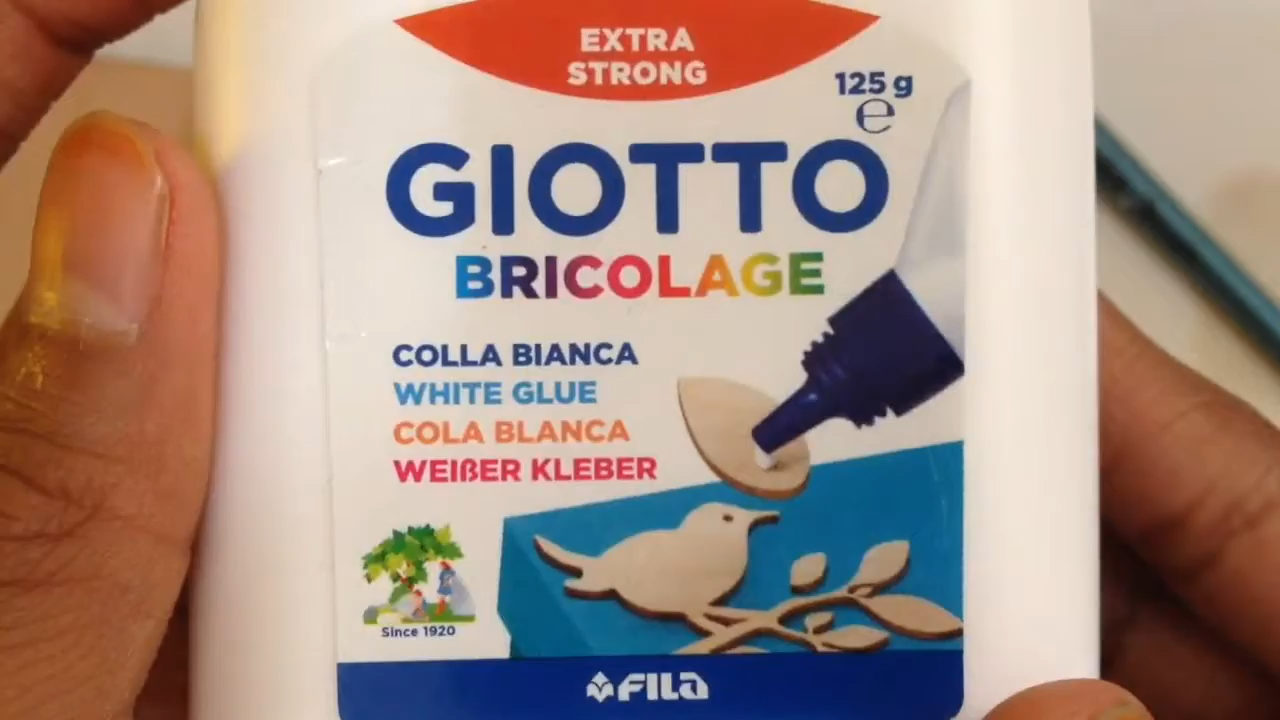 EXTRA
STRONG
125 g
℮
GIOTTO
BRICOLAGE
COLLA BIANCA
WHITE GLUE
COLA BLANCA
WEIßER KLEBER
Since 1920
FILA